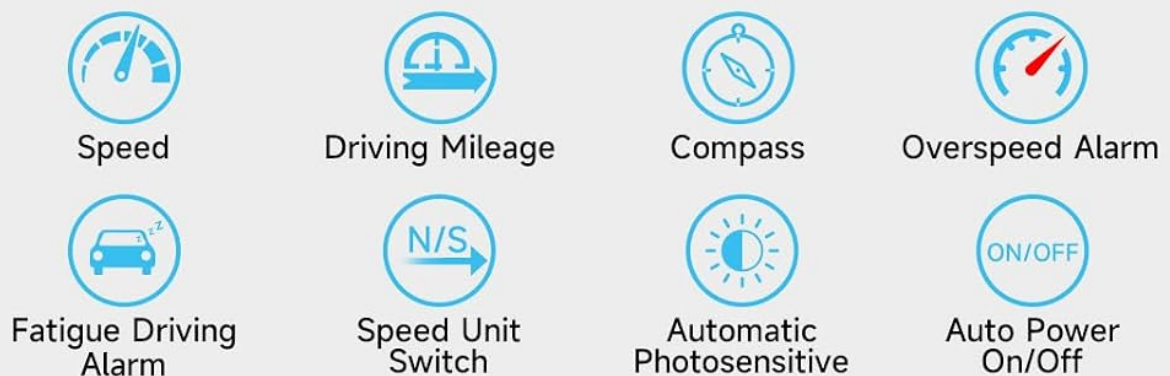 Speed
Driving Mileage
Compass
Overspeed Alarm
zzZ
N/S
ON/OFF
Fatigue Driving
Alarm
Speed Unit
Switch
Automatic
Photosensitive
Auto Power
On/Off